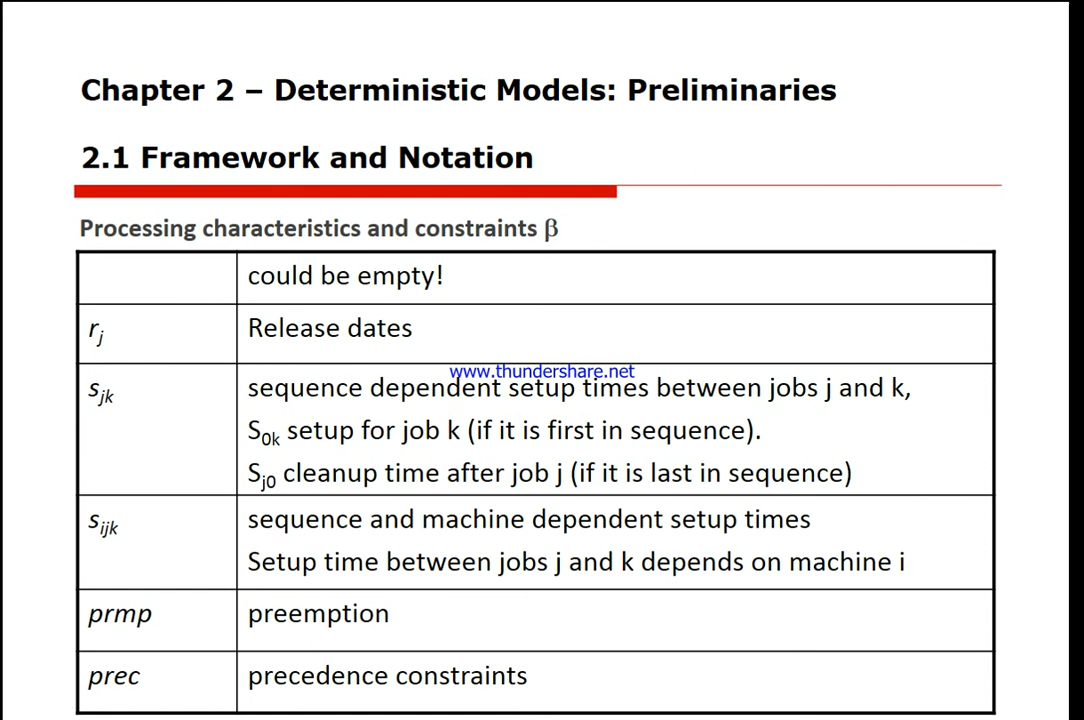 Chapter 2 – Deterministic Models: Preliminaries
2.1 Framework and Notation
Processing characteristics and constraints β
could be empty!
rj Release dates
www.thundershare.net
sjk sequence dependent setup times between jobs j and k,
S0k setup for job k (if it is first in sequence).
Sj0 cleanup time after job j (if it is last in sequence)
sijk sequence and machine dependent setup times
Setup time between jobs j and k depends on machine i
prmp preemption
prec precedence constraints